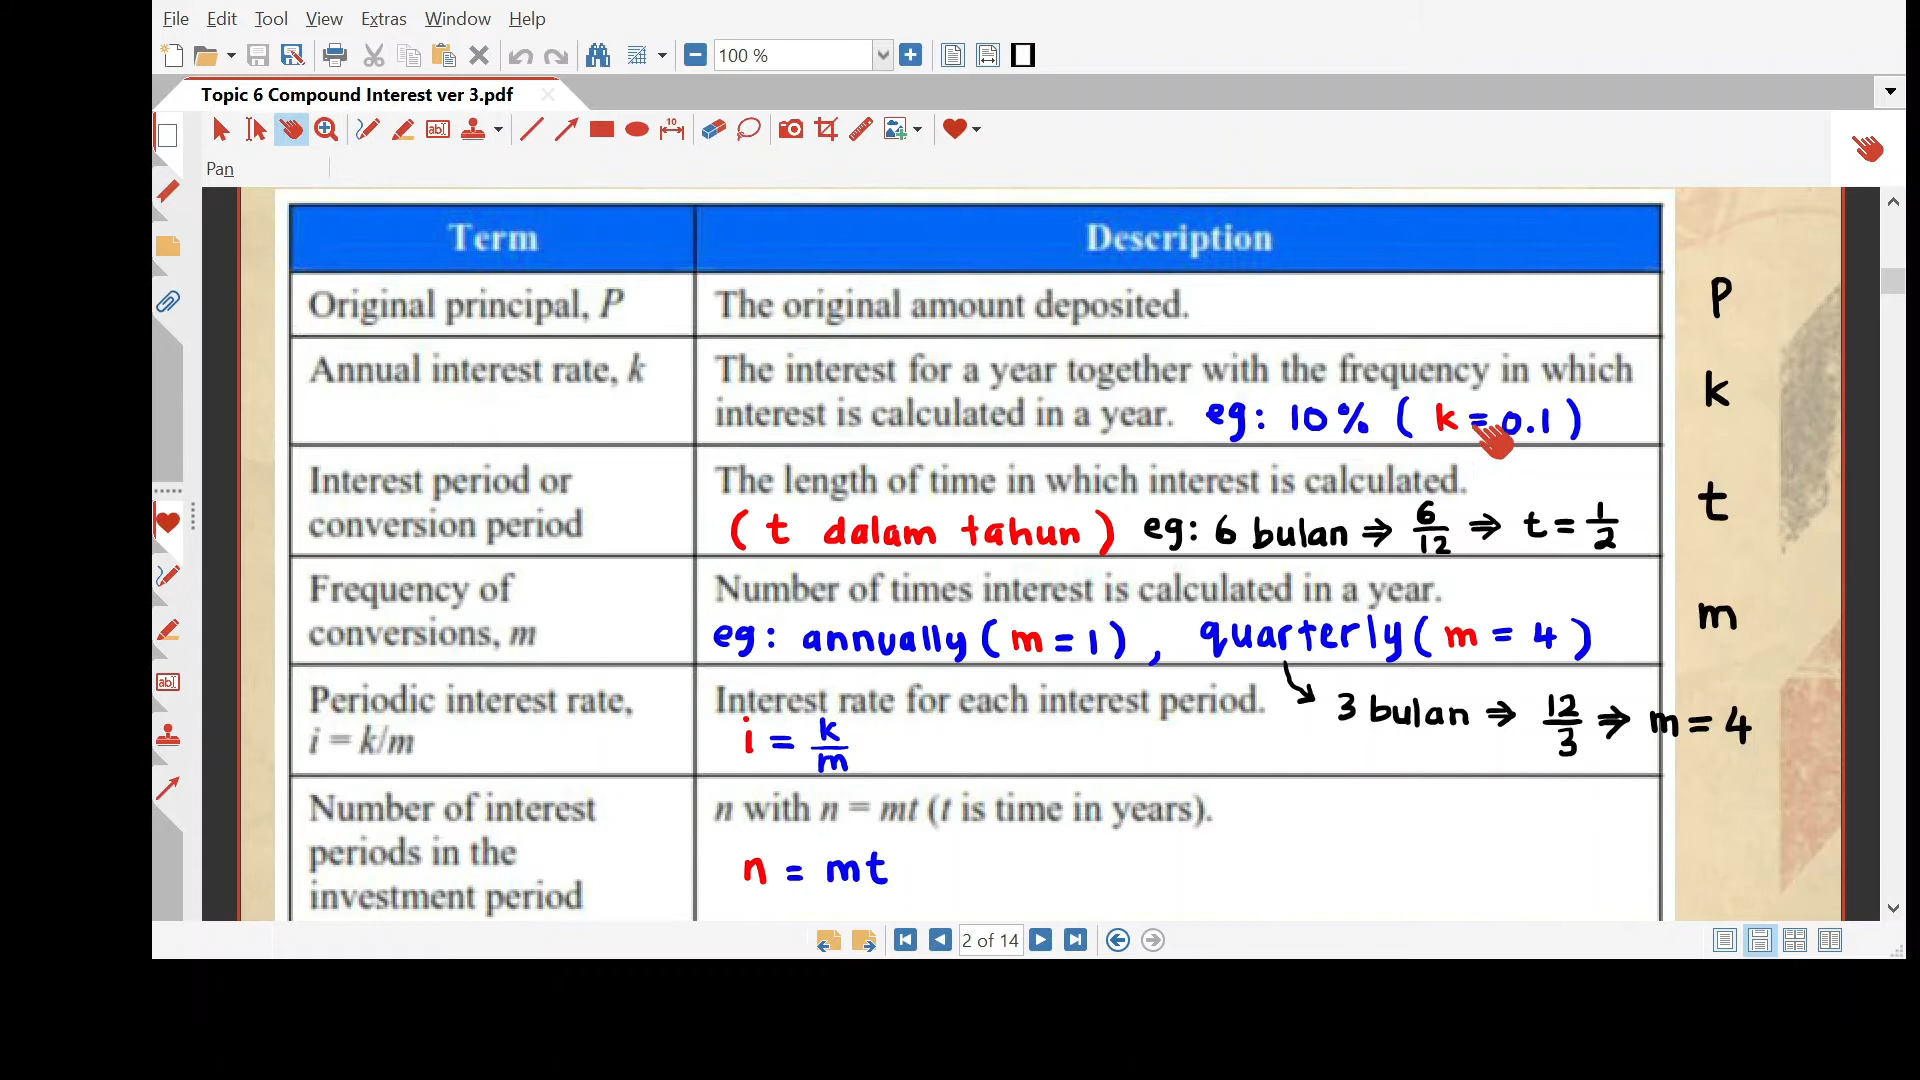 File Edit Tool View Extras Window Help
100 %
Topic 6 Compound Interest ver 3.pdf
Pan
Term Description
Original principal, P The original amount deposited.
P
Annual interest rate, k The interest for a year together with the frequency in which
interest is calculated in a year. eg: 10% (k = 0.1)
k
Interest period or The length of time in which interest is calculated.
conversion period (t dalam tahun) eg: 6 bulan ⇒ 6/12 ⇒ t = 1/2
t
Frequency of Number of times interest is calculated in a year.
conversions, m eg: annually (m = 1), quarterly (m = 4)
m
Periodic interest rate, Interest rate for each interest period.
3 bulan ⇒ 12/3 ⇒ m = 4
i = k/m i = k/m
Number of interest n with n = mt (t is time in years).
periods in the n = mt
investment period
2 of 14